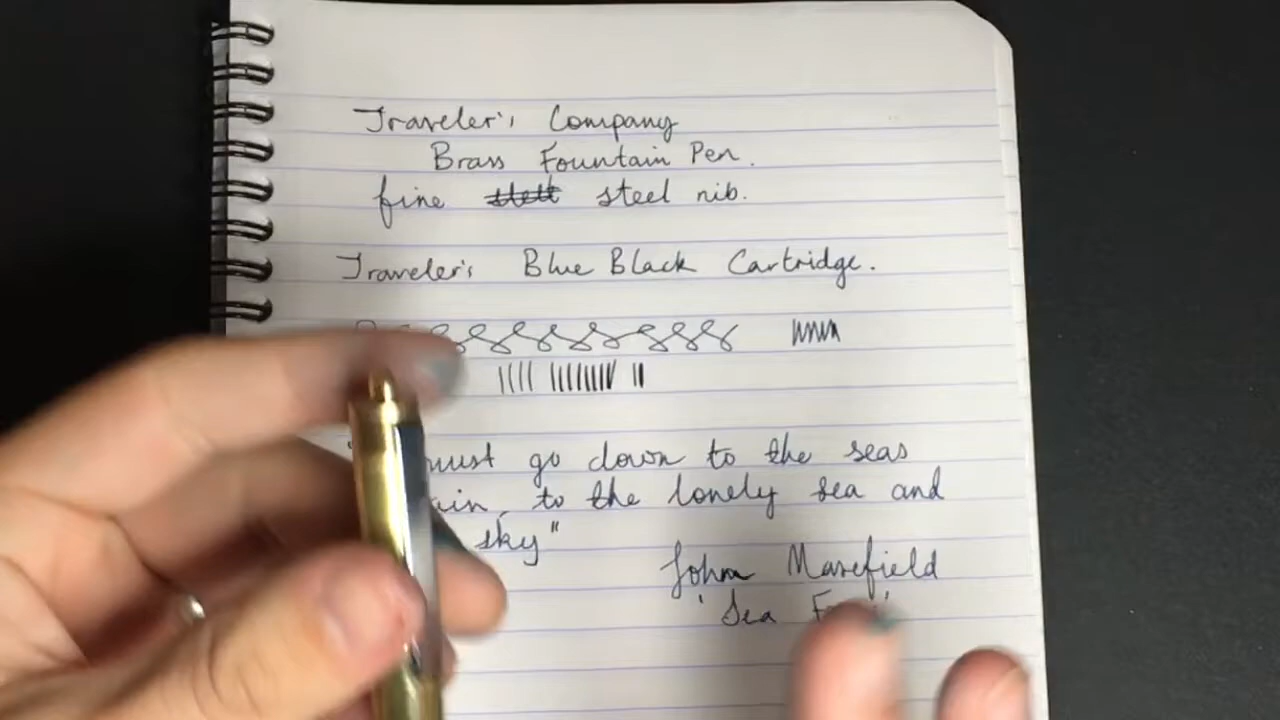 Traveler's Company
Brass Fountain Pen.
fine steel nib.
Traveler's Blue Black Cartridge.
must go down to the seas
ain, to the lonely sea and
sky"
John Masefield
'Sea